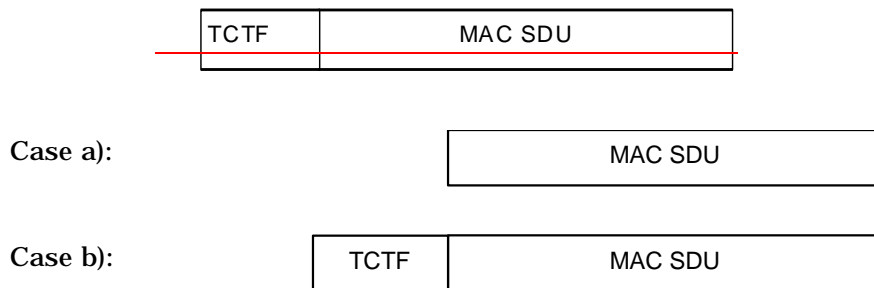 TCTF MAC SDU
Case a): MAC SDU
Case b): TCTF MAC SDU